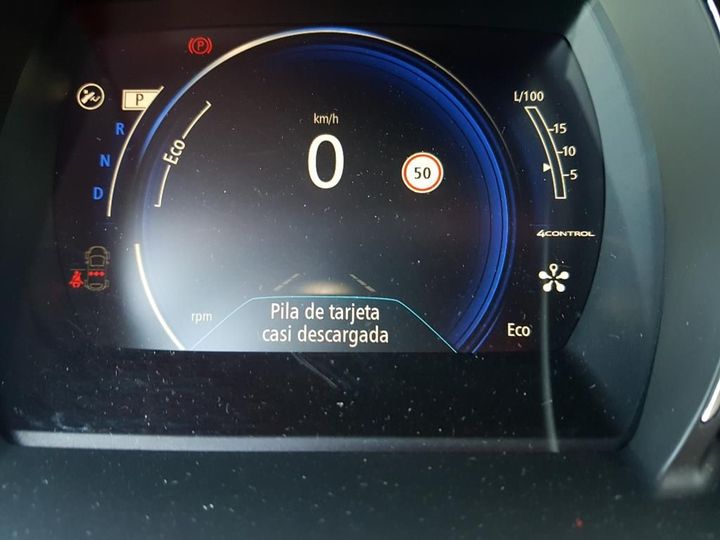 (P)
P
R
N
D
Eco
km/h
0
50
L/100
15
10
5
4CONTROL
rpm
Pila de tarjeta
casi descargada
Eco